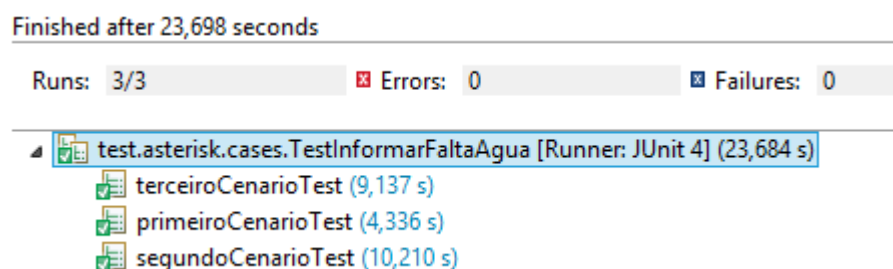 Finished after 23,698 seconds
Runs: 3/3 Errors: 0 Failures: 0
test.asterisk.cases.TestInformarFaltaAgua [Runner: JUnit 4] (23,684 s)
terceiroCenarioTest (9,137 s)
primeiroCenarioTest (4,336 s)
segundoCenarioTest (10,210 s)